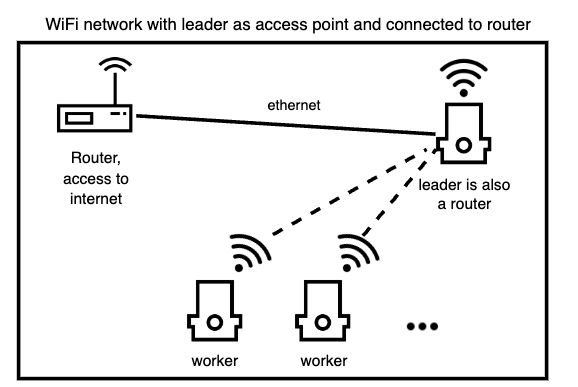 WiFi network with leader as access point and connected to router
ethernet
Router,
access to
internet
leader is also
a router
worker
worker